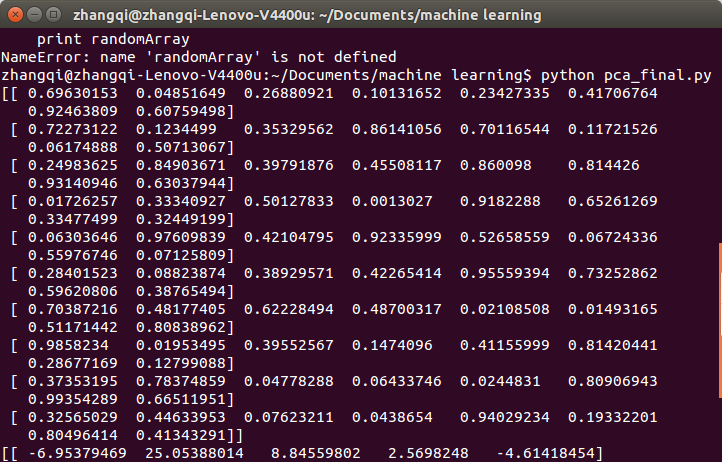 zhangqi@zhangqi-Lenovo-V4400u: ~/Documents/machine learning
    print randomArray
NameError: name 'randomArray' is not defined
zhangqi@zhangqi-Lenovo-V4400u:~/Documents/machine learning$ python pca_final.py
[[ 0.69630153  0.04851649  0.26880921  0.10131652  0.23427335  0.41706764
   0.92463809  0.60759498]
 [ 0.72273122  0.1234499   0.35329562  0.86141056  0.70116544  0.11721526
   0.06174888  0.50713067]
 [ 0.24983625  0.84903671  0.39791876  0.45508117  0.860098    0.814426
   0.93140946  0.63037944]
 [ 0.01726257  0.33340927  0.50127833  0.0013027   0.9182288   0.65261269
   0.33477499  0.32449199]
 [ 0.06303646  0.97609839  0.42104795  0.92335999  0.52658559  0.06724336
   0.55976746  0.07125809]
 [ 0.28401523  0.08823874  0.38929571  0.42265414  0.95559394  0.73252862
   0.59620806  0.38765494]
 [ 0.70387216  0.48177405  0.62228494  0.48700317  0.02108508  0.01493165
   0.51171442  0.80838962]
 [ 0.9858234   0.01953495  0.39552567  0.1474096   0.41155999  0.81420441
   0.28677169  0.12799088]
 [ 0.37353195  0.78374859  0.04778288  0.06433746  0.0244831   0.80906943
   0.99354289  0.66511951]
 [ 0.32565029  0.44633953  0.07623211  0.0438654   0.94029234  0.19332201
   0.80496414  0.41343291]]
[[ -6.95379469  25.05388014   8.84559802   2.5698248   -4.61418454]